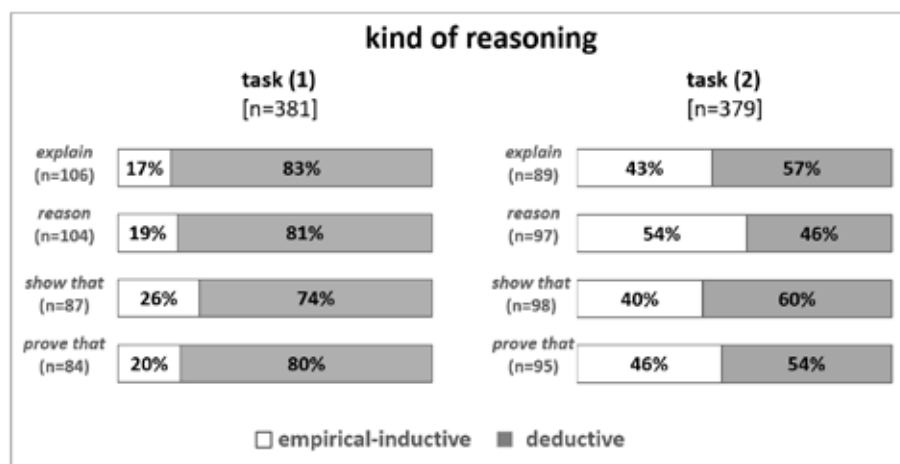 kind of reasoning
task (1)
[n=381]
explain
(n=106)
17% 83%
reason
(n=104)
19% 81%
show that
(n=87)
26% 74%
prove that
(n=84)
20% 80%
task (2)
[n=379]
explain
(n=89)
43% 57%
reason
(n=97)
54% 46%
show that
(n=98)
40% 60%
prove that
(n=95)
46% 54%
empirical-inductive deductive